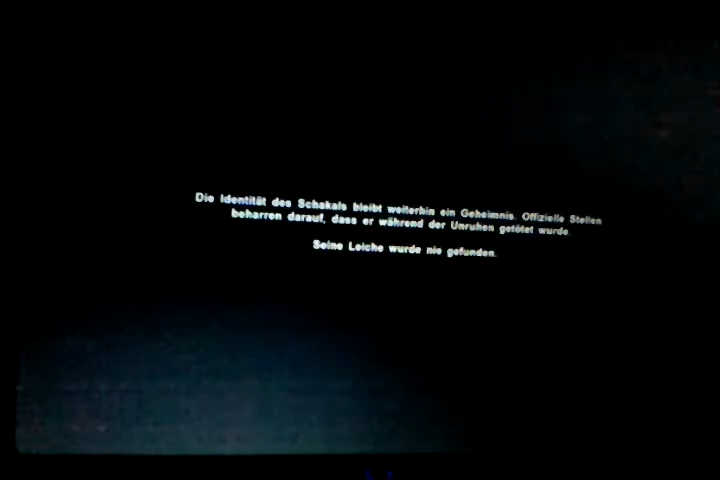 Die Identität des Schakals bleibt weiterhin ein Geheimnis. Offizielle Stellen
beharren darauf, dass er während der Unruhen getötet wurde.
Seine Leiche wurde nie gefunden.